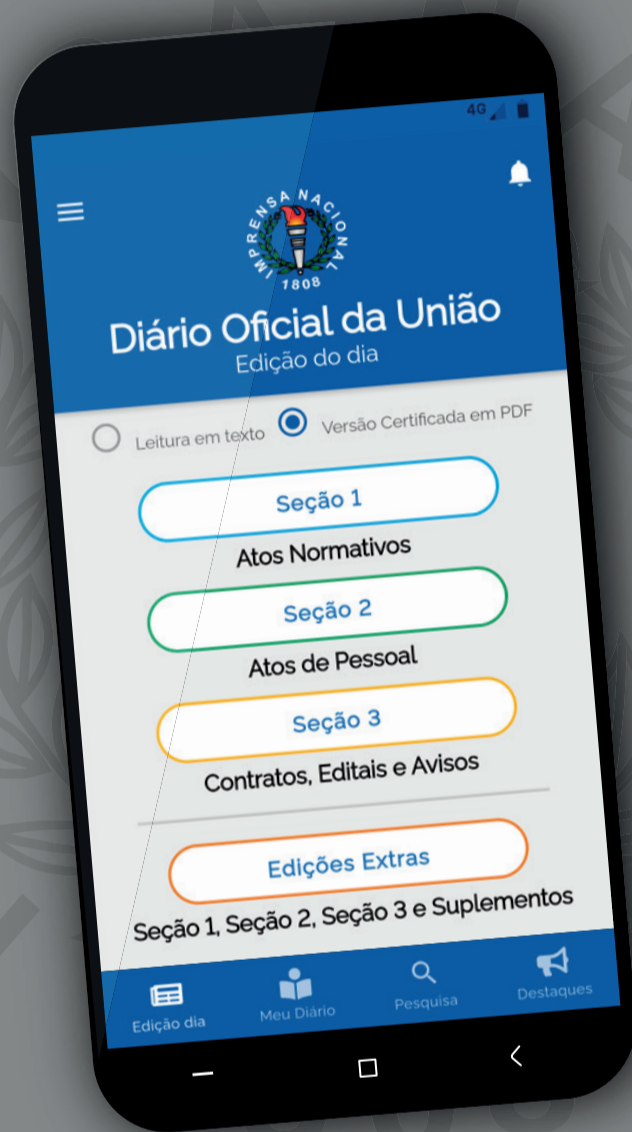 4G
IMPRENSA NACIONAL
1808
Diário Oficial da União
Edição do dia
Leitura em texto
Versão Certificada em PDF
Seção 1
Atos Normativos
Seção 2
Atos de Pessoal
Seção 3
Contratos, Editais e Avisos
Edições Extras
Seção 1, Seção 2, Seção 3 e Suplementos
Edição dia
Meu Diário
Pesquisa
Destaques